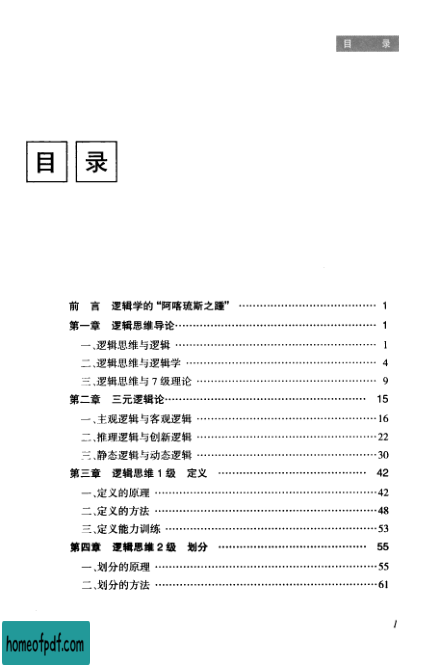 目 录
目 录
前 言 逻辑学的“阿喀琉斯之踵” …… 1
第一章 逻辑思维导论…… 1
一、逻辑思维与逻辑 …… 1
二、逻辑思维与逻辑学 …… 4
三、逻辑思维与7级理论 …… 9
第二章 三元逻辑论…… 15
一、主观逻辑与客观逻辑 ……16
二、推理逻辑与创新逻辑 ……22
三、静态逻辑与动态逻辑 ……30
第三章 逻辑思维1级 定义 …… 42
一、定义的原理 ……42
二、定义的方法 ……48
三、定义能力训练 ……53
第四章 逻辑思维2级 划分 …… 55
一、划分的原理 ……55
二、划分的方法 ……61
I
homeofpdf.com